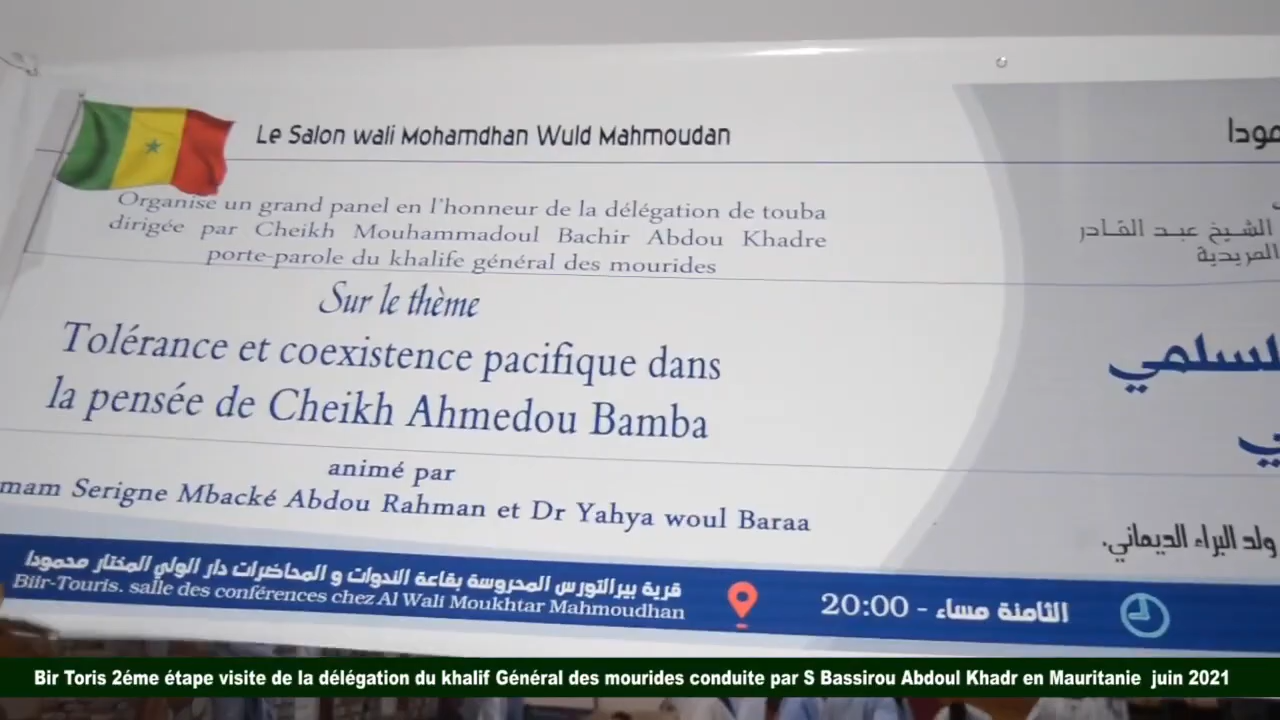 Le Salon wali Mohamdhan Wuld Mahmoudan
Organise un grand panel en l'honneur de la délégation de touba
dirigée par Cheikh Mouhammadoul Bachir Abdou Khadre
porte-parole du khalife général des mourides
Sur le thème
Tolérance et coexistence pacifique dans
la pensée de Cheikh Ahmedou Bamba
animé par
mam Serigne Mbacké Abdou Rahman et Dr Yahya woul Baraa
الشيخ عبد القادر
المريدية
السلمي
ولد البراء الديماني.
قرية بيرالتورس المحروسة بقاعة الندوات و المحاضرات دار الولي المختار محمودا
Biir-Touris. salle des conférences chez Al Wali Moukhtar Mahmoudhan
الثامنة مساء - 20:00
Bir Toris 2éme étape visite de la délégation du khalif Général des mourides conduite par S Bassirou Abdoul Khadr en Mauritanie juin 2021